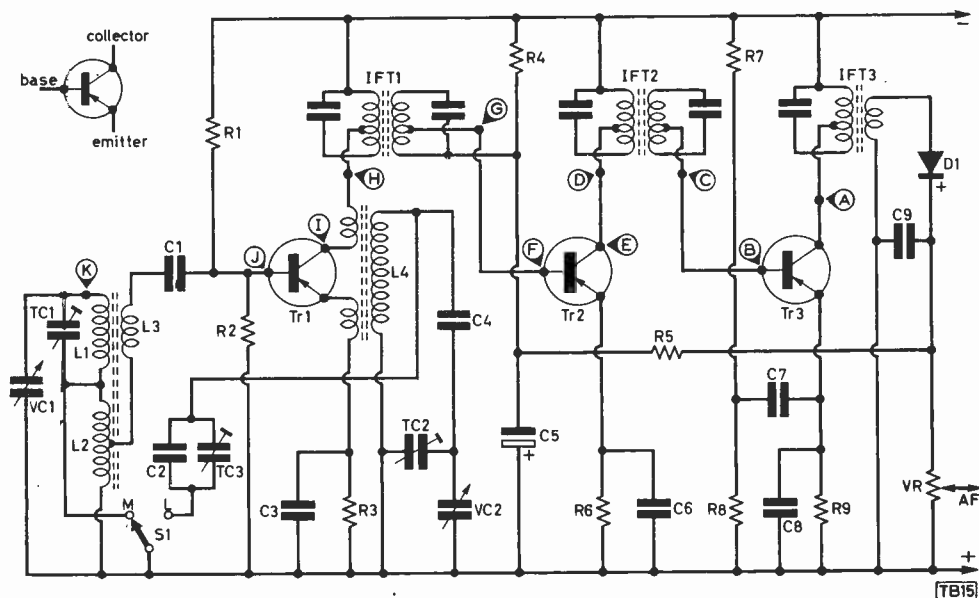 collector
base
emitter
−
IFT1
R4
IFT2
R7
IFT3
R1
G
D1
+
H
D
C
A
C9
I
C1
J
F
E
B
K
L4
TC1
L3
R2
Tr1
C4
Tr2
Tr3
L1
R5
VC1
L2
C7
TC2
C5
+
C2
TC3
VR
AF
M
L
C3
R3
VC2
R6
C6
R8
C8
R9
S1
+
TB15